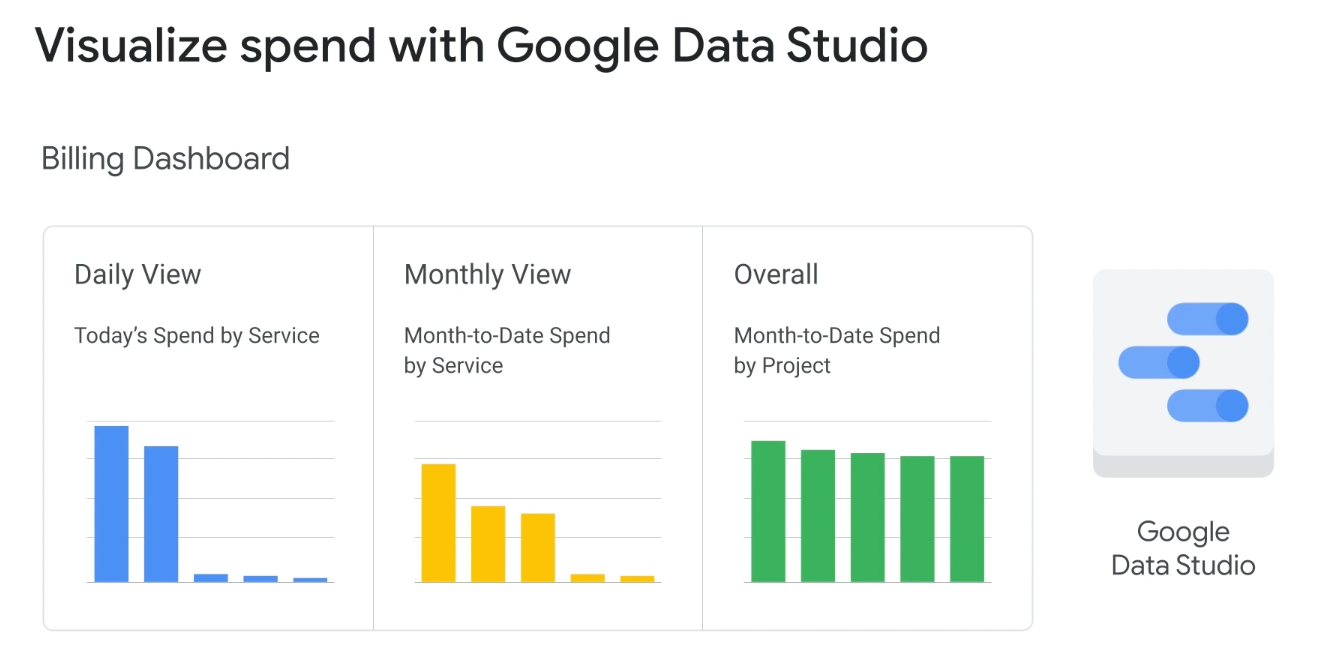 Visualize spend with Google Data Studio
Billing Dashboard
Daily View
Today’s Spend by Service
Monthly View
Month-to-Date Spend
by Service
Overall
Month-to-Date Spend
by Project
Google
Data Studio